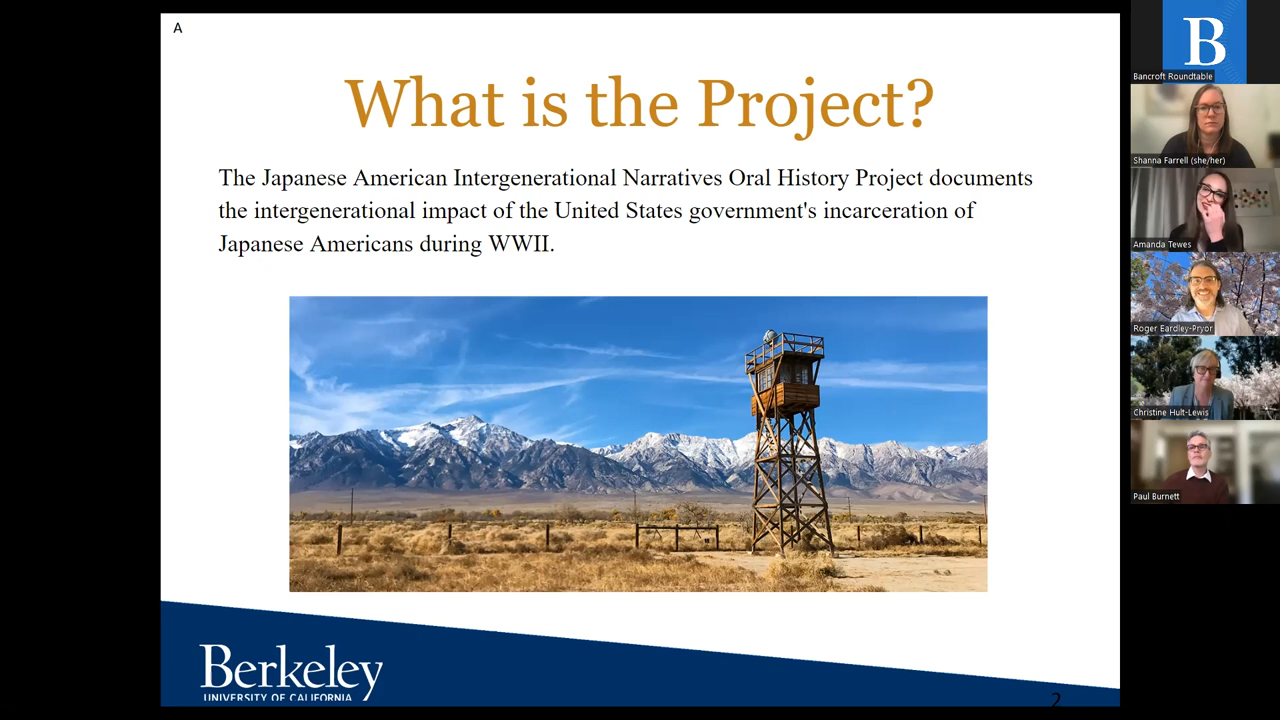 A
What is the Project?
The Japanese American Intergenerational Narratives Oral History Project documents
the intergenerational impact of the United States government's incarceration of
Japanese Americans during WWII.
Berkeley
UNIVERSITY OF CALIFORNIA
2
B
Bancroft Roundtable
Shanna Farrell (she/her)
Amanda Tewes
Roger Eardley-Pryor
Christine Hult-Lewis
Paul Burnett